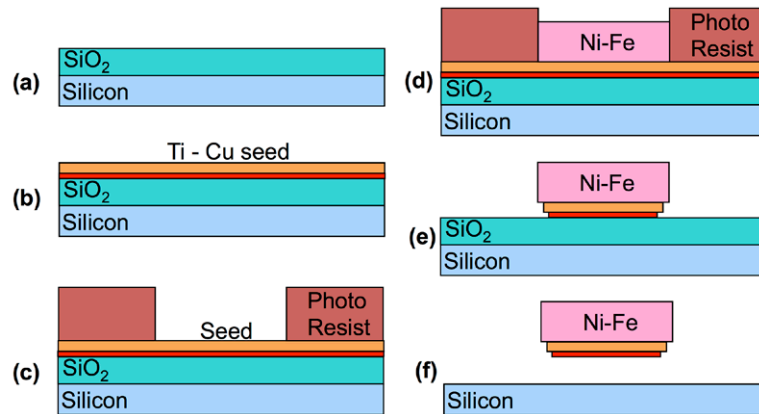 (a)
SiO₂
Silicon
(b)
Ti - Cu seed
SiO₂
Silicon
(c)
Seed
Photo
Resist
SiO₂
Silicon
(d)
Ni-Fe
Photo
Resist
SiO₂
Silicon
(e)
Ni-Fe
SiO₂
Silicon
(f)
Ni-Fe
Silicon